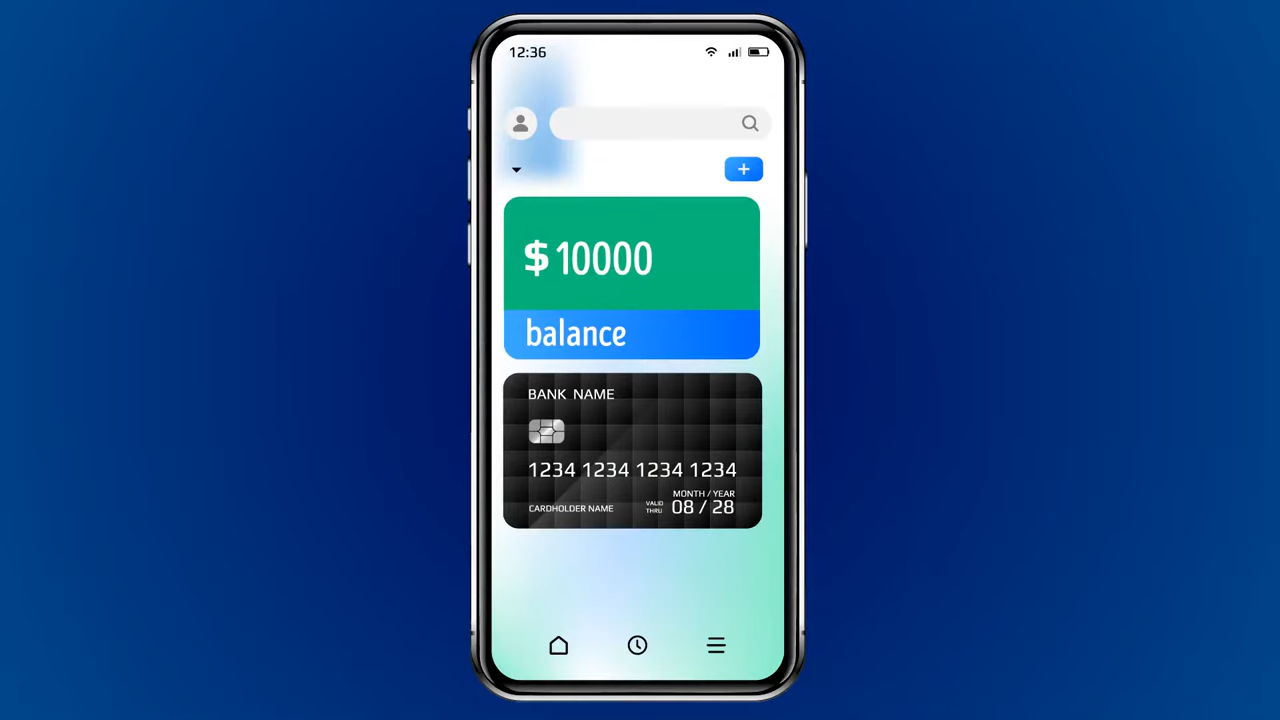 12:36
+
$ 10000
balance
BANK NAME
1234 1234 1234 1234
MONTH / YEAR
CARDHOLDER NAME VALID THRU 08 / 28